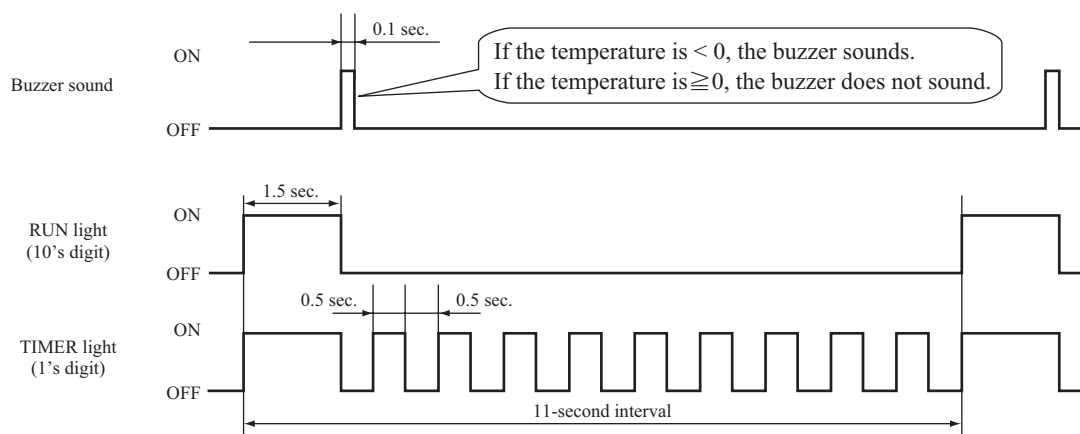 0.1 sec.
If the temperature is < 0, the buzzer sounds.
If the temperature is ≧0, the buzzer does not sound.
ON
Buzzer sound
OFF
1.5 sec.
ON
RUN light
(10's digit)
OFF
0.5 sec.
0.5 sec.
ON
TIMER light
(1's digit)
OFF
11-second interval